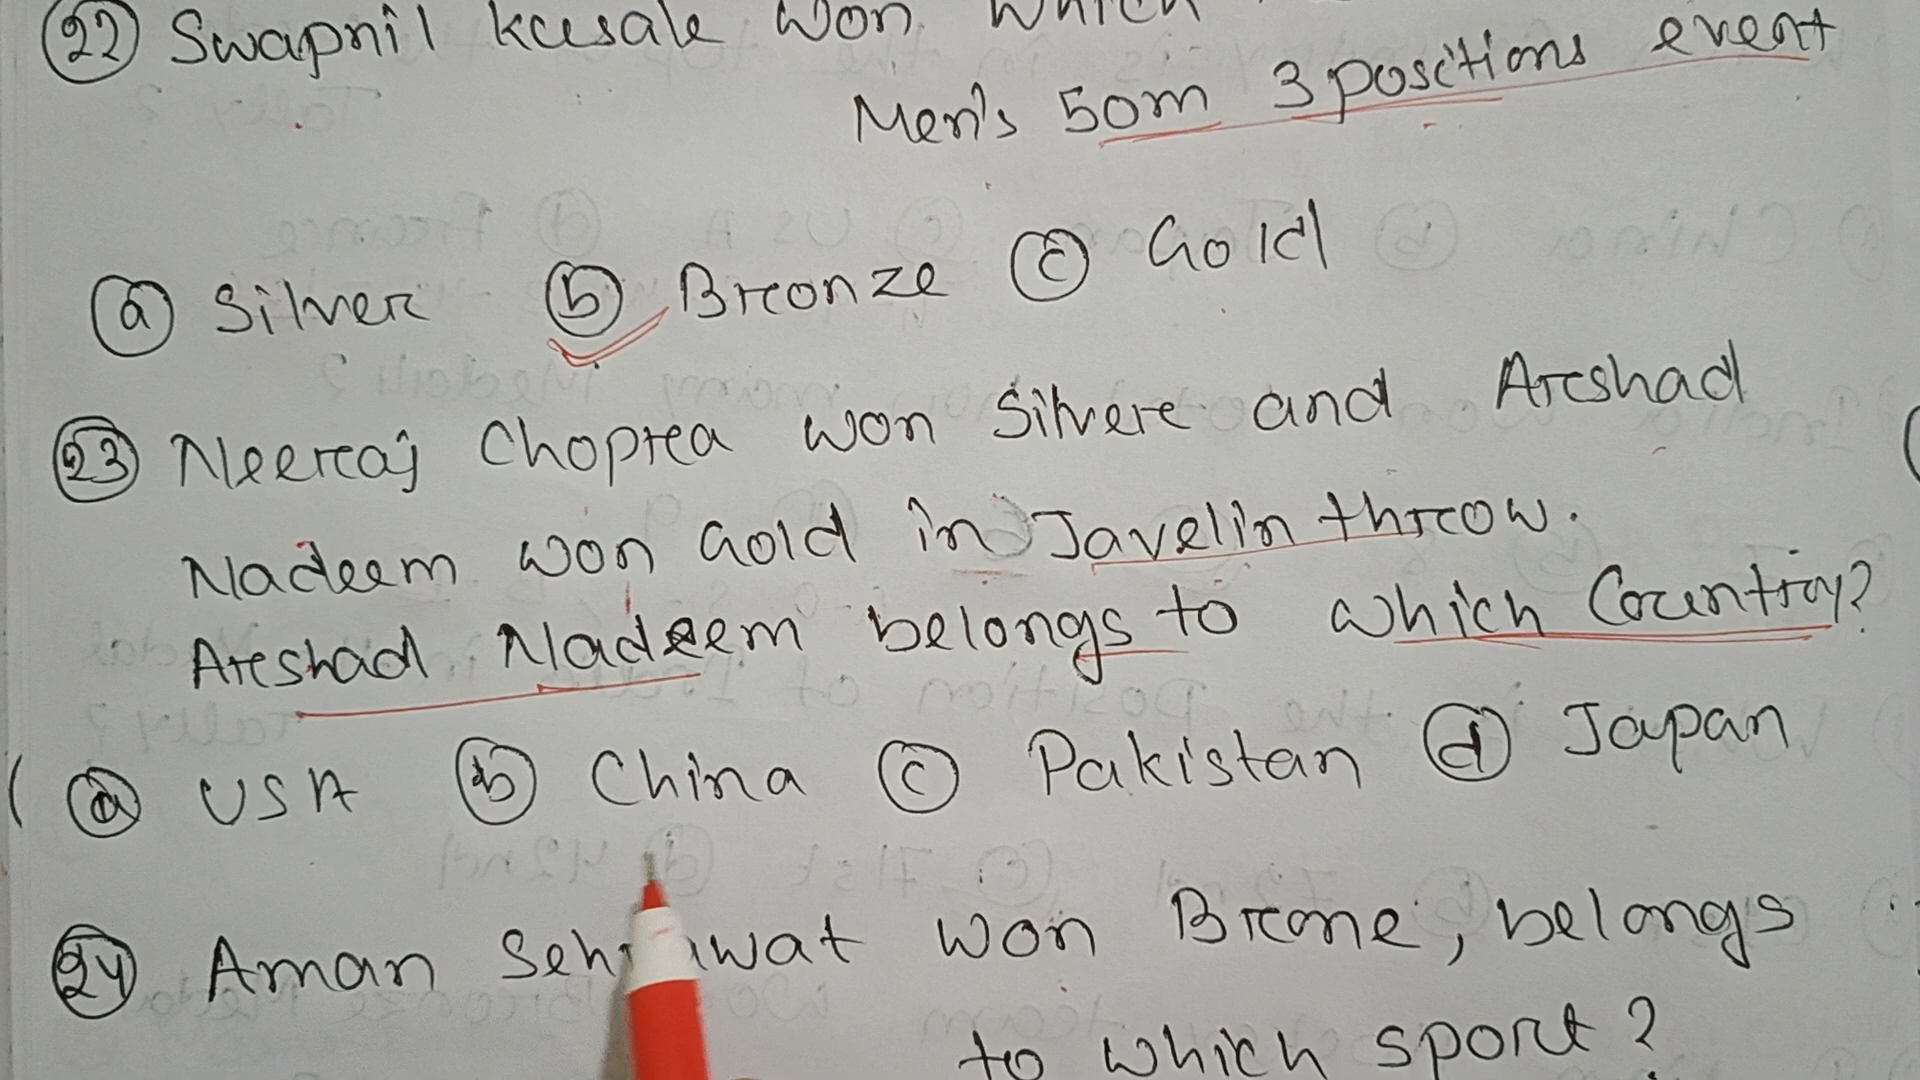 22 Swapnil kusale won which
Men's 50m 3 positions event
a Silver b Bronze c Gold
23 Neeraj Chopra won Silver and Arshad
Nadeem won Gold in Javelin throw.
Arshad Nadeem belongs to which Country?
a USA b China c Pakistan d Japan
24 Aman won Brone, belongs
to which sport?